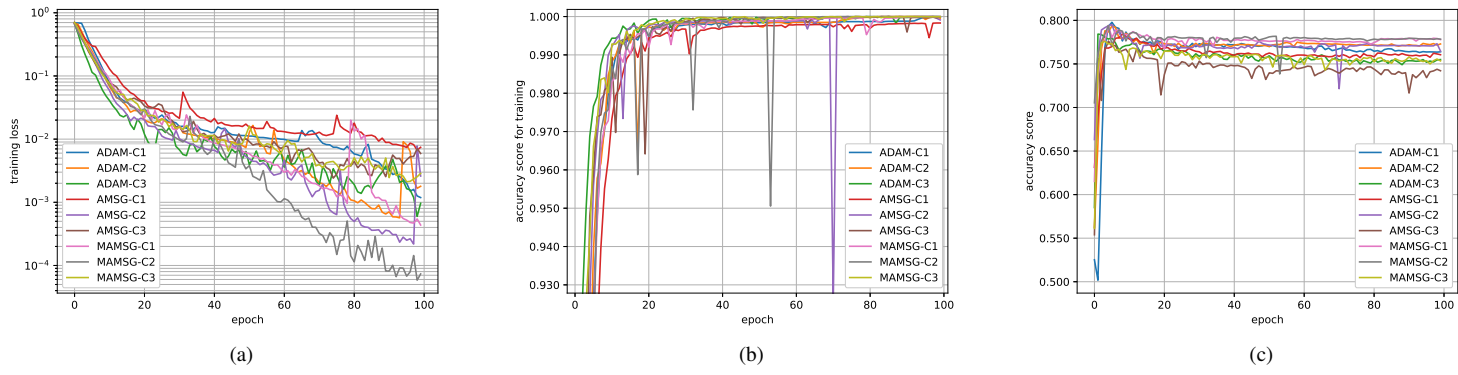 10⁰
10⁻¹
10⁻²
10⁻³
10⁻⁴
training loss
ADAM-C1
ADAM-C2
ADAM-C3
AMSG-C1
AMSG-C2
AMSG-C3
MAMSG-C1
MAMSG-C2
MAMSG-C3
0 20 40 60 80 100
epoch
(a)
1.000
0.990
0.980
0.970
0.960
0.950
0.940
0.930
accuracy score for training
ADAM-C1
ADAM-C2
ADAM-C3
AMSG-C1
AMSG-C2
AMSG-C3
MAMSG-C1
MAMSG-C2
MAMSG-C3
0 20 40 60 80 100
epoch
(b)
0.800
0.750
0.700
0.650
0.600
0.550
0.500
accuracy score
ADAM-C1
ADAM-C2
ADAM-C3
AMSG-C1
AMSG-C2
AMSG-C3
MAMSG-C1
MAMSG-C2
MAMSG-C3
0 20 40 60 80 100
epoch
(c)